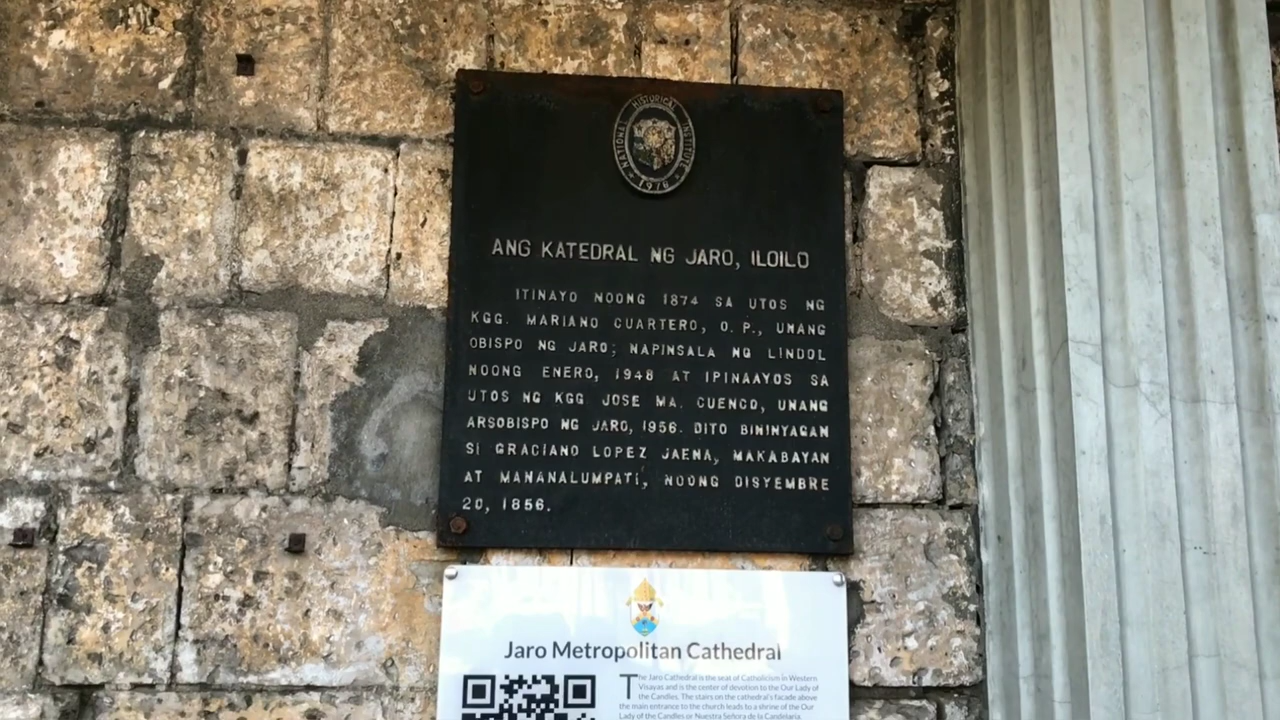 NATIONAL HISTORICAL INSTITUTE
ANG KATEDRAL NG JARO, ILOILO
ITINAYO NOONG 1874 SA UTOS NG
KGG. MARIANO CUARTERO, O. P., UNANG
OBISPO NG JARO; NAPINSALA NG LINDOL
NOONG ENERO, 1948 AT IPINAAYOS SA
UTOS NG KGG JOSE MA. CUENCO, UNANG
ARSOBISPO NG JARO, 1956. DITO BININYAGAN
SI GRACIANO LOPEZ JAENA, MAKABAYAN
AT MANANALUMPATI, NOONG DISYEMBRE
20, 1856.
Jaro Metropolitan Cathedral
The Jaro Cathedral is the seat of Catholicism in Western
Visayas and is the center of devotion to the Our Lady of
the Candles. The stairs on the cathedral's facade above
the main entrance to the church leads to a shrine of the Our
Lady of the Candles or Nuestra Señora de la Candelaria.